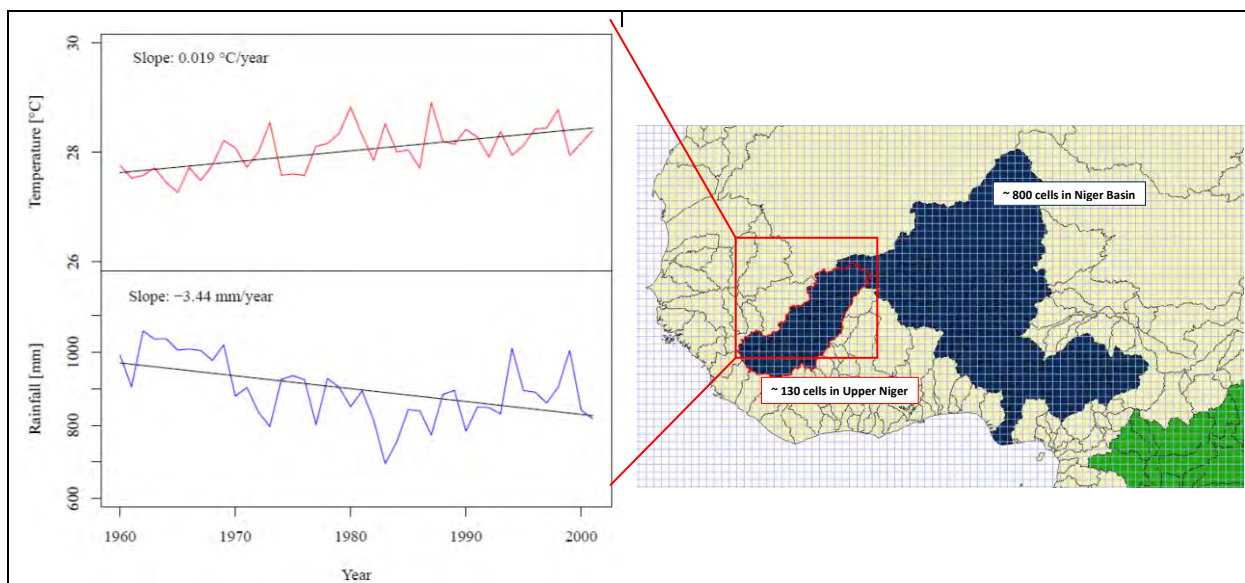 30
Slope: 0.019 °C/year
28
Temperature [°C]
26
Slope: −3.44 mm/year
1000
Rainfall [mm]
800
600
1960
1970
1980
1990
2000
Year
~ 800 cells in Niger Basin
~ 130 cells in Upper Niger